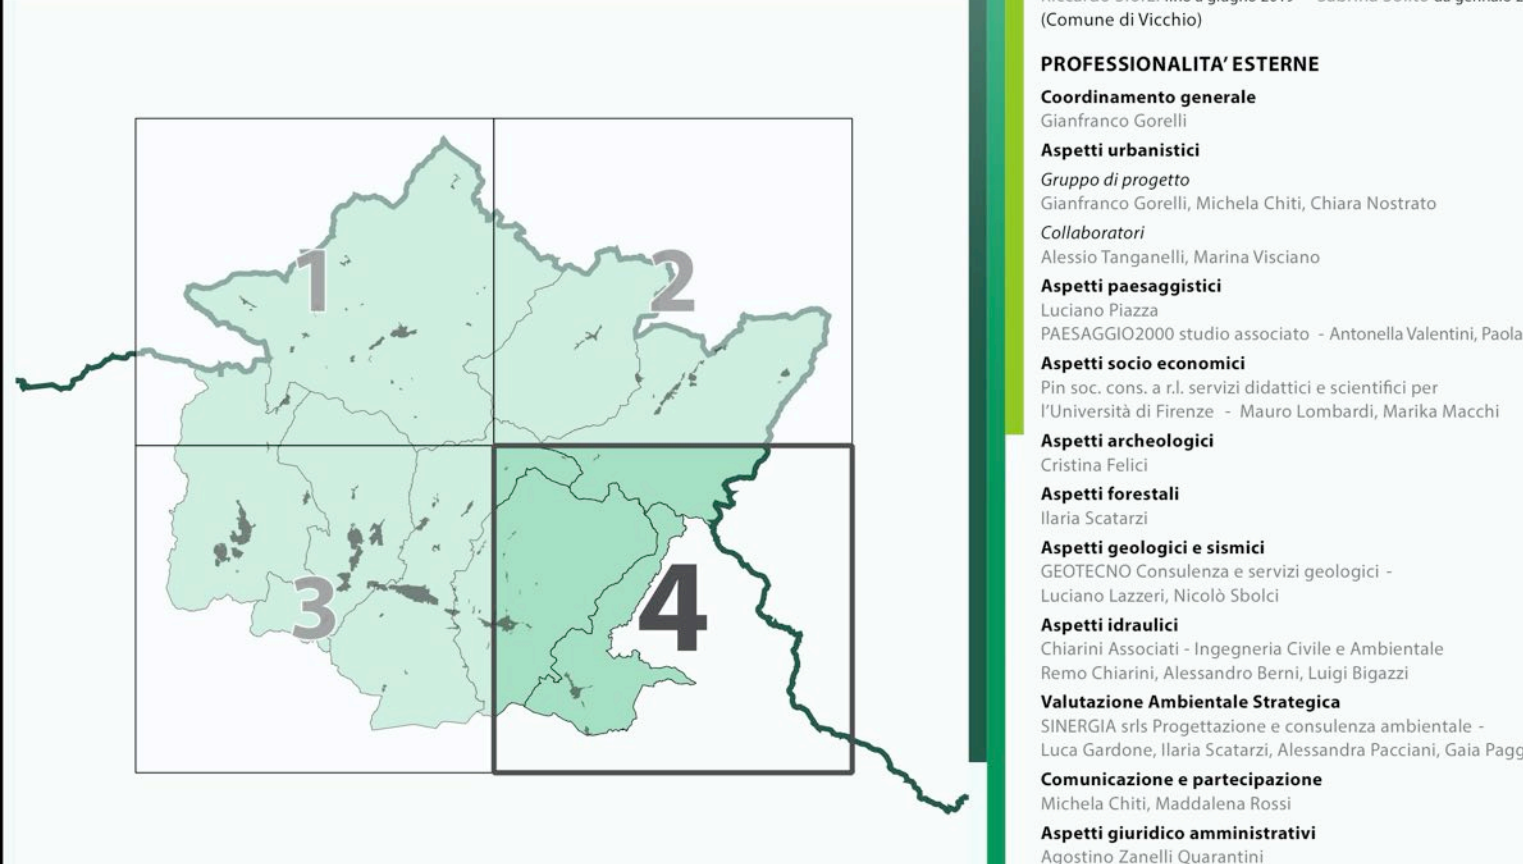 1
2
3
4
(Comune di Vicchio)
PROFESSIONALITA’ ESTERNE
Coordinamento generale
Gianfranco Gorelli
Aspetti urbanistici
Gruppo di progetto
Gianfranco Gorelli, Michela Chiti, Chiara Nostrato
Collaboratori
Alessio Tanganelli, Marina Visciano
Aspetti paesaggistici
Luciano Piazza
PAESAGGIO2000 studio associato - Antonella Valentini, Paola
Aspetti socio economici
Pin soc. cons. a r.l. servizi didattici e scientifici per
l’Università di Firenze - Mauro Lombardi, Marika Macchi
Aspetti archeologici
Cristina Felici
Aspetti forestali
Ilaria Scatarzi
Aspetti geologici e sismici
GEOTECNO Consulenza e servizi geologici -
Luciano Lazzeri, Nicolò Sbolci
Aspetti idraulici
Chiarini Associati - Ingegneria Civile e Ambientale
Remo Chiarini, Alessandro Berni, Luigi Bigazzi
Valutazione Ambientale Strategica
SINERGIA srls Progettazione e consulenza ambientale -
Luca Gardone, Ilaria Scatarzi, Alessandra Pacciani, Gaia Pagg
Comunicazione e partecipazione
Michela Chiti, Maddalena Rossi
Aspetti giuridico amministrativi
Agostino Zanelli Quarantini